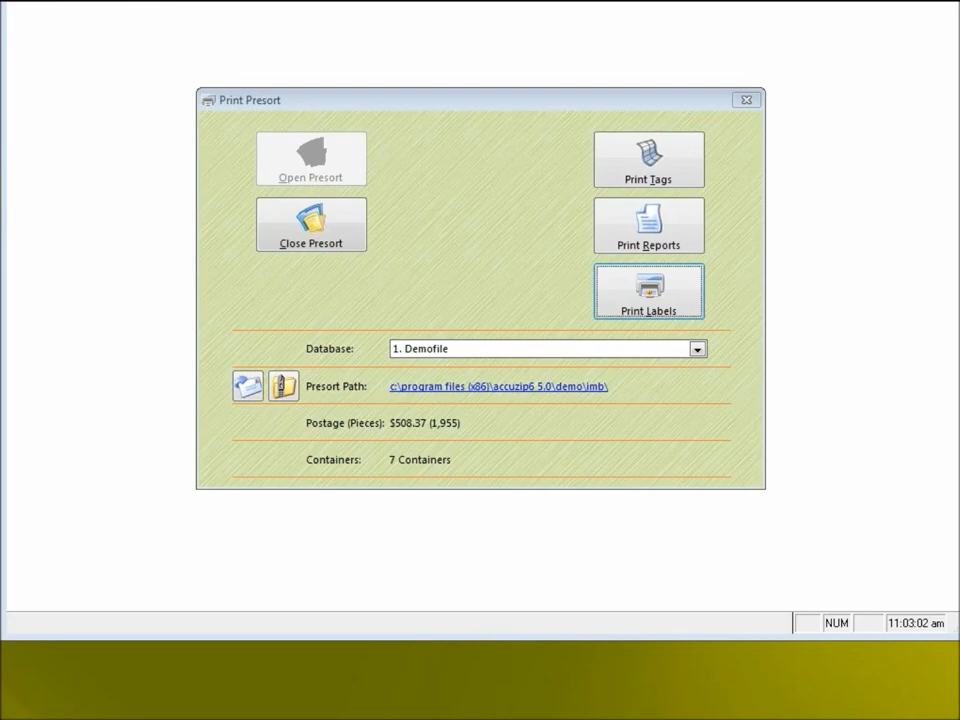 Print Presort
Open Presort
Print Tags
Close Presort
Print Reports
Print Labels
Database: 1. Demofile
Presort Path: c:\program files (x86)\accuzip6 5.0\demo\imb\
Postage (Pieces): $508.37 (1,955)
Containers: 7 Containers
NUM 11:03:02 am